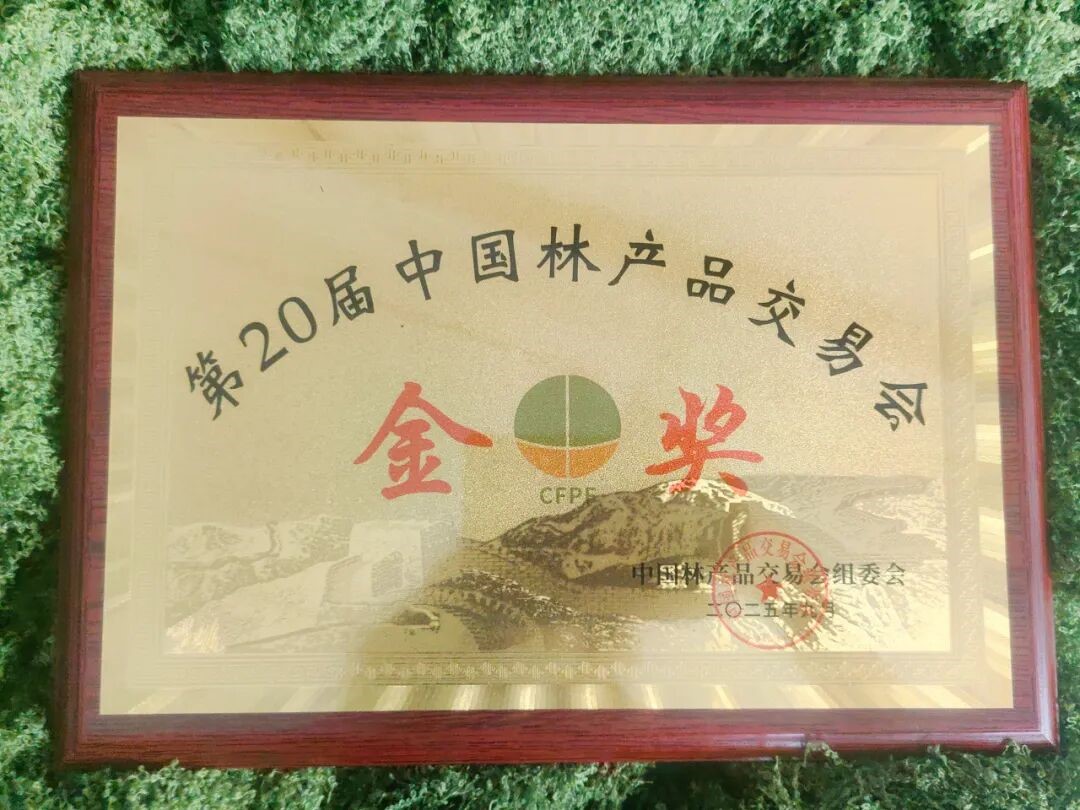 第20届中国林产品交易会
金奖
CFPF
中国林产品交易会组委会
二〇二五年九月